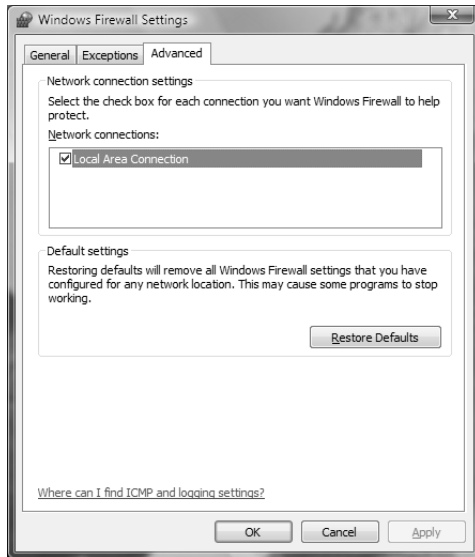 Windows Firewall Settings
General Exceptions Advanced
Network connection settings
Select the check box for each connection you want Windows Firewall to help
protect.
Network connections:
Local Area Connection
Default settings
Restoring defaults will remove all Windows Firewall settings that you have
configured for any network location. This may cause some programs to stop
working.
Restore Defaults
Where can I find ICMP and logging settings?
OK Cancel Apply